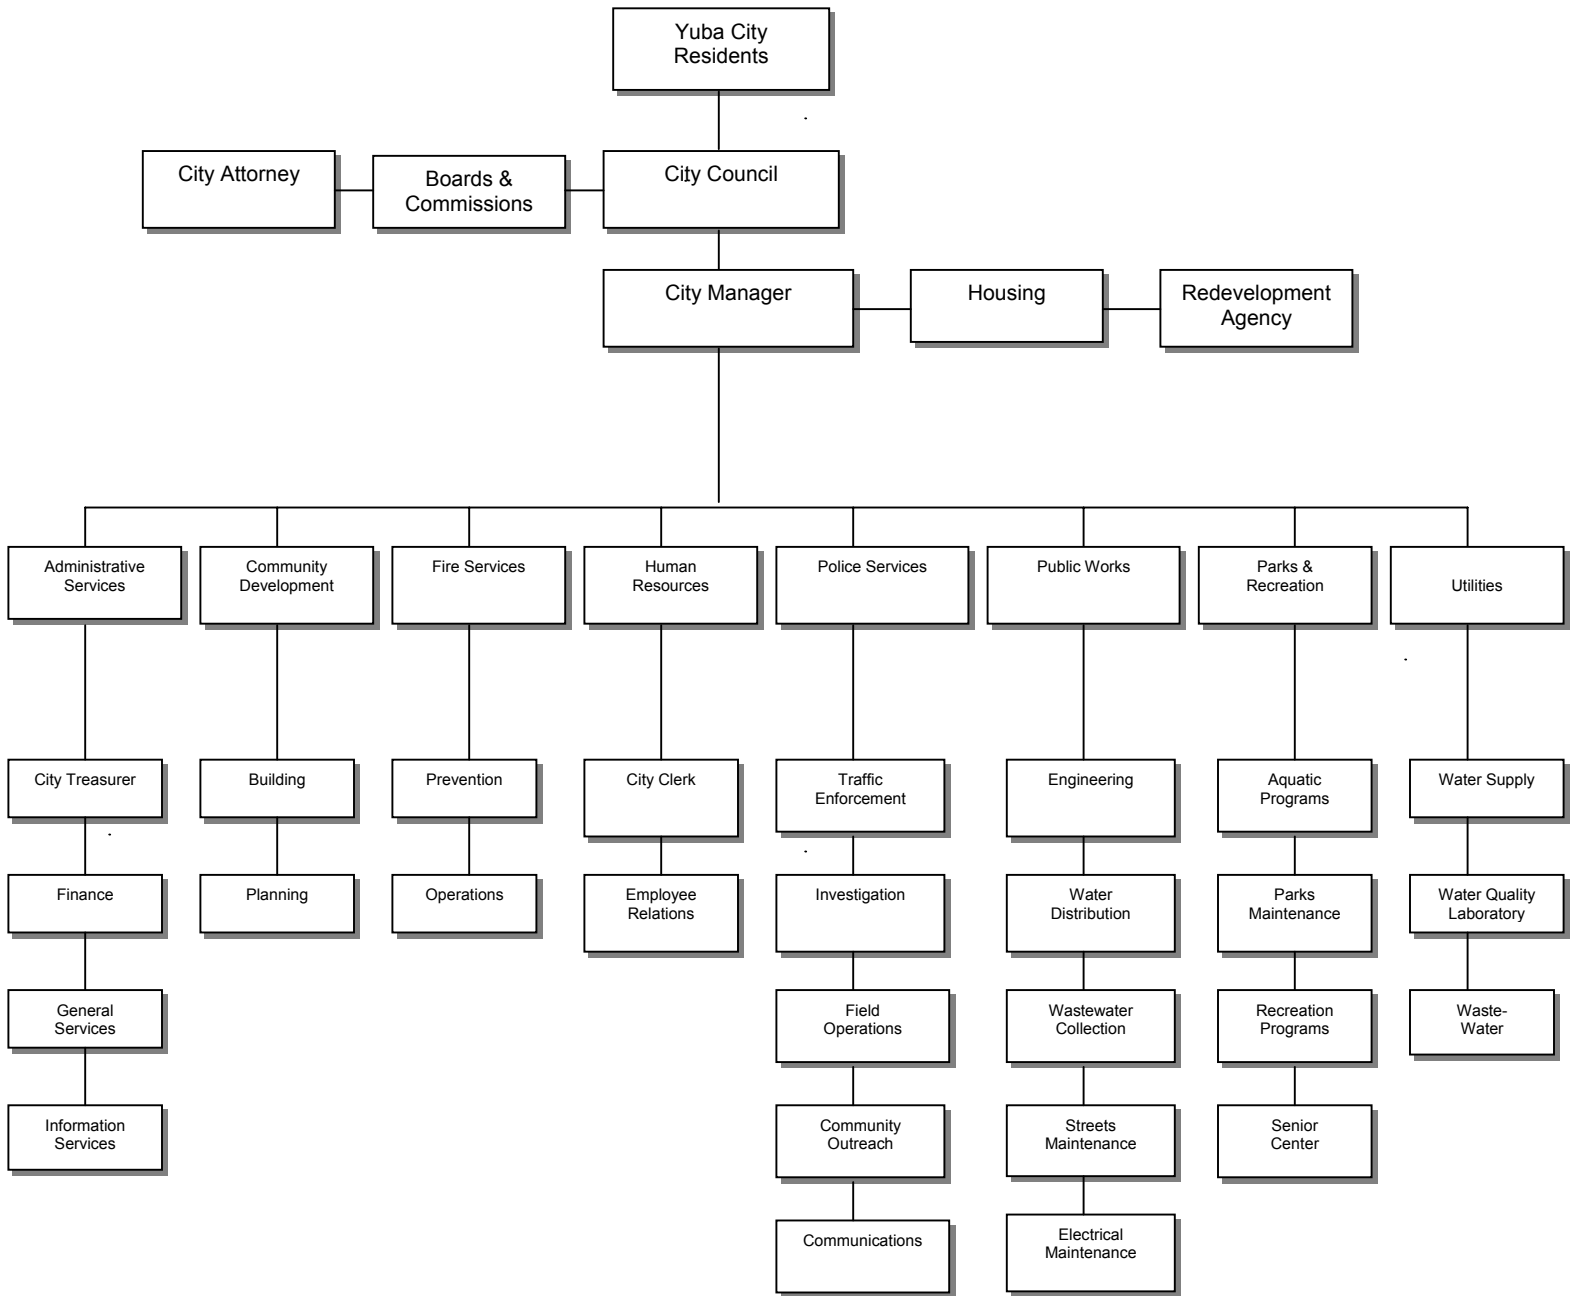 Yuba City
Residents
City Attorney
Boards &
Commissions
City Council
City Manager
Housing
Redevelopment
Agency
Administrative
Services
Community
Development
Fire Services
Human
Resources
Police Services
Public Works
Parks &
Recreation
Utilities
City Treasurer
Building
Prevention
City Clerk
Traffic
Enforcement
Engineering
Aquatic
Programs
Water Supply
Finance
Planning
Operations
Employee
Relations
Investigation
Water
Distribution
Parks
Maintenance
Water Quality
Laboratory
General
Services
Field
Operations
Wastewater
Collection
Recreation
Programs
Waste-
Water
Information
Services
Community
Outreach
Streets
Maintenance
Senior
Center
Communications
Electrical
Maintenance